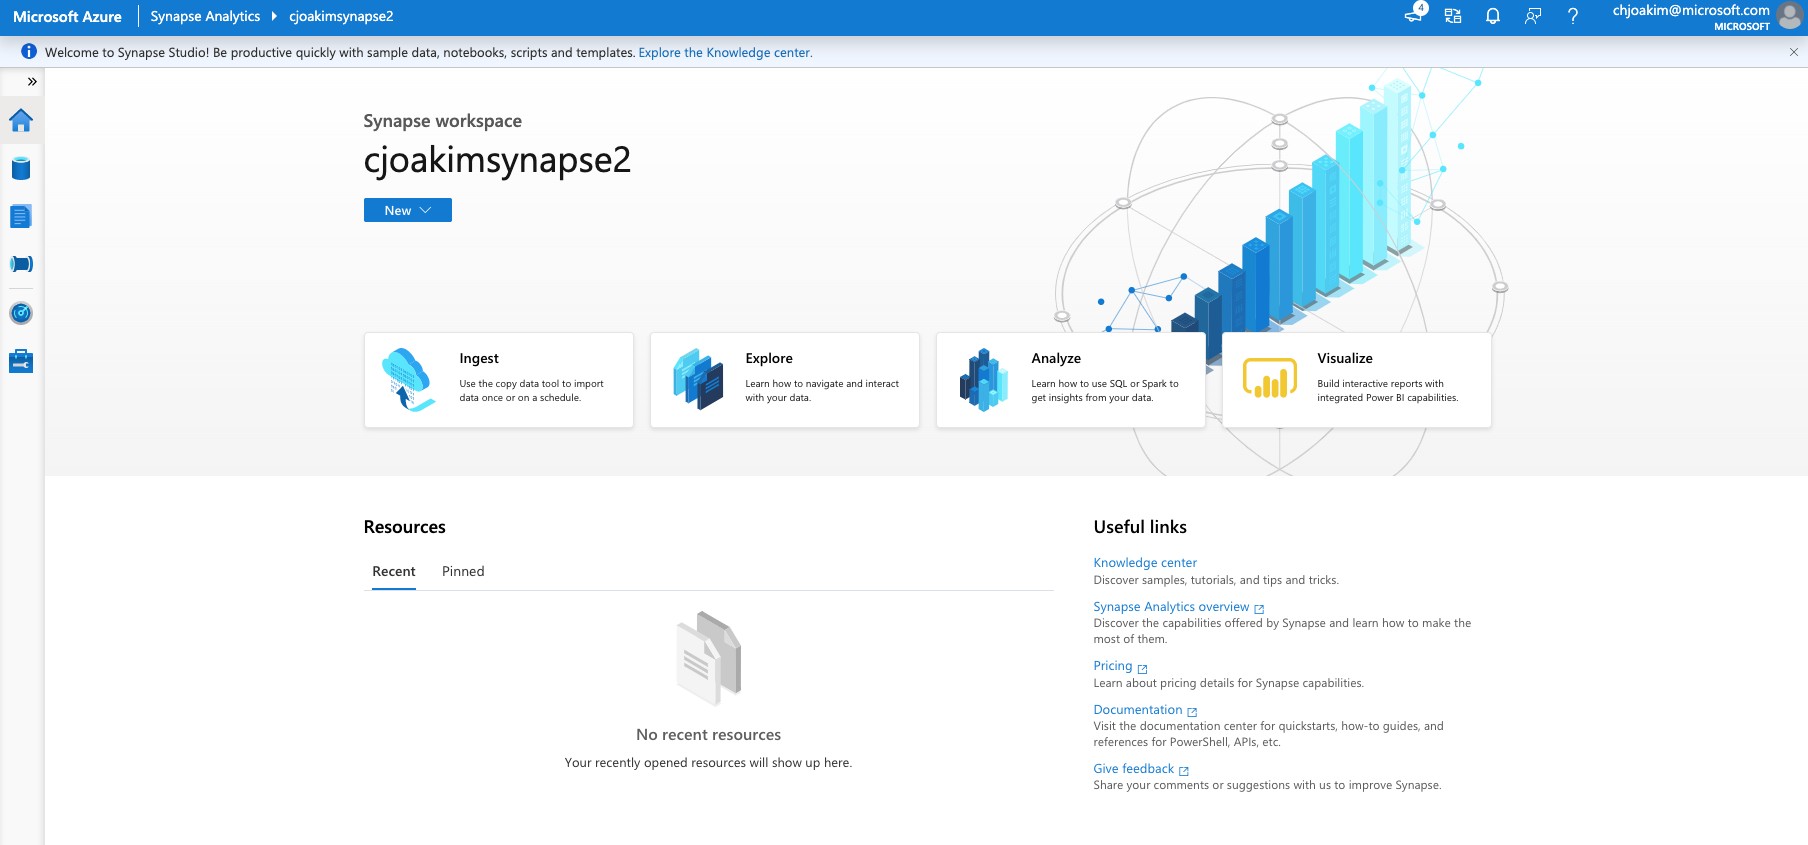 Microsoft Azure
Synapse Analytics
cjoakimsynapse2
4
chjoakim@microsoft.com
MICROSOFT
Welcome to Synapse Studio! Be productive quickly with sample data, notebooks, scripts and templates. Explore the Knowledge center.
Synapse workspace
cjoakimsynapse2
New
Ingest
Use the copy data tool to import
data once or on a schedule.
Explore
Learn how to navigate and interact
with your data.
Analyze
Learn how to use SQL or Spark to
get insights from your data.
Visualize
Build interactive reports with
integrated Power BI capabilities.
Resources
Recent
Pinned
No recent resources
Your recently opened resources will show up here.
Useful links
Knowledge center
Discover samples, tutorials, and tips and tricks.
Synapse Analytics overview
Discover the capabilities offered by Synapse and learn how to make the
most of them.
Pricing
Learn about pricing details for Synapse capabilities.
Documentation
Visit the documentation center for quickstarts, how-to guides, and
references for PowerShell, APIs, etc.
Give feedback
Share your comments or suggestions with us to improve Synapse.